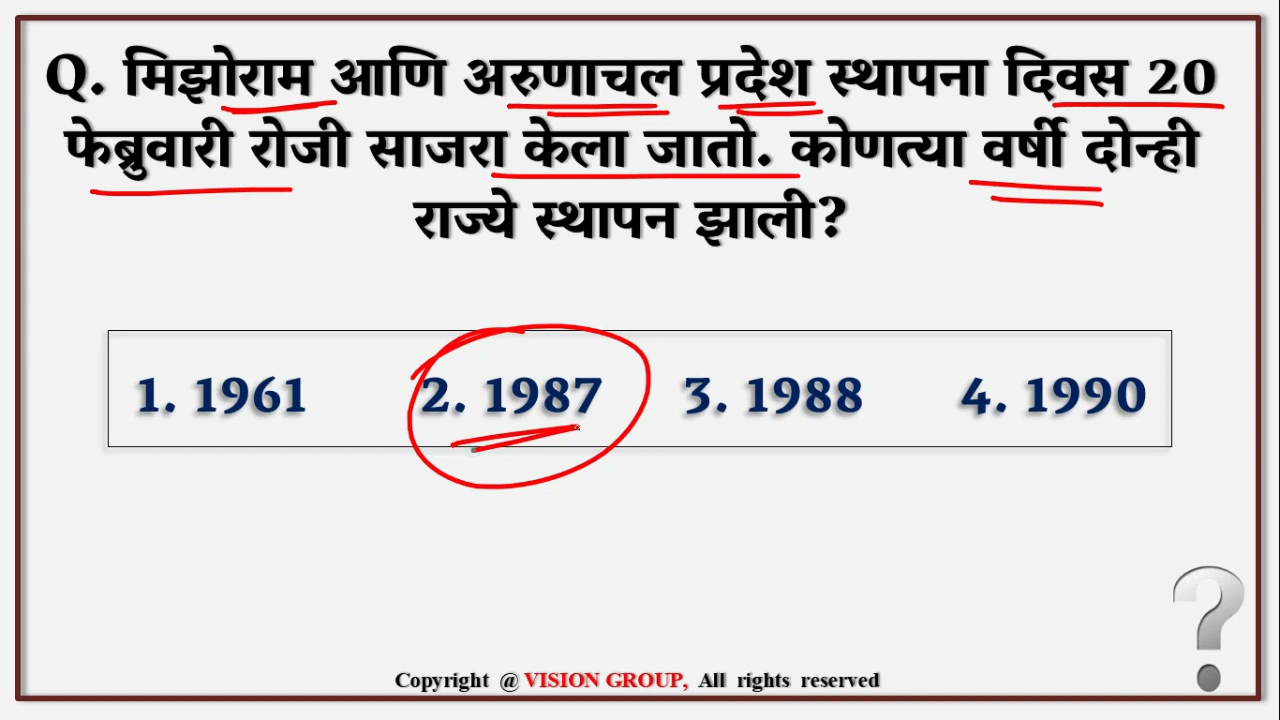 Q. मिझोराम आणि अरुणाचल प्रदेश स्थापना दिवस 20
फेब्रुवारी रोजी साजरा केला जातो. कोणत्या वर्षी दोन्ही
राज्ये स्थापन झाली?
1. 1961 2. 1987 3. 1988 4. 1990
Copyright @ VISION GROUP, All rights reserved